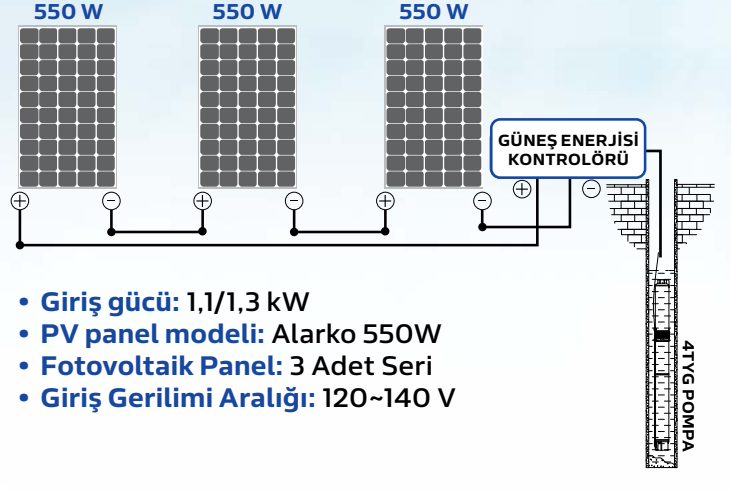 550 W 550 W 550 W
GÜNEŞ ENERJİSİ
KONTROLÖRÜ
+ − + − + − + −
• Giriş gücü: 1,1/1,3 kW
• PV panel modeli: Alarko 550W
• Fotovoltaik Panel: 3 Adet Seri
• Giriş Gerilimi Aralığı: 120~140 V
4TYG POMPA